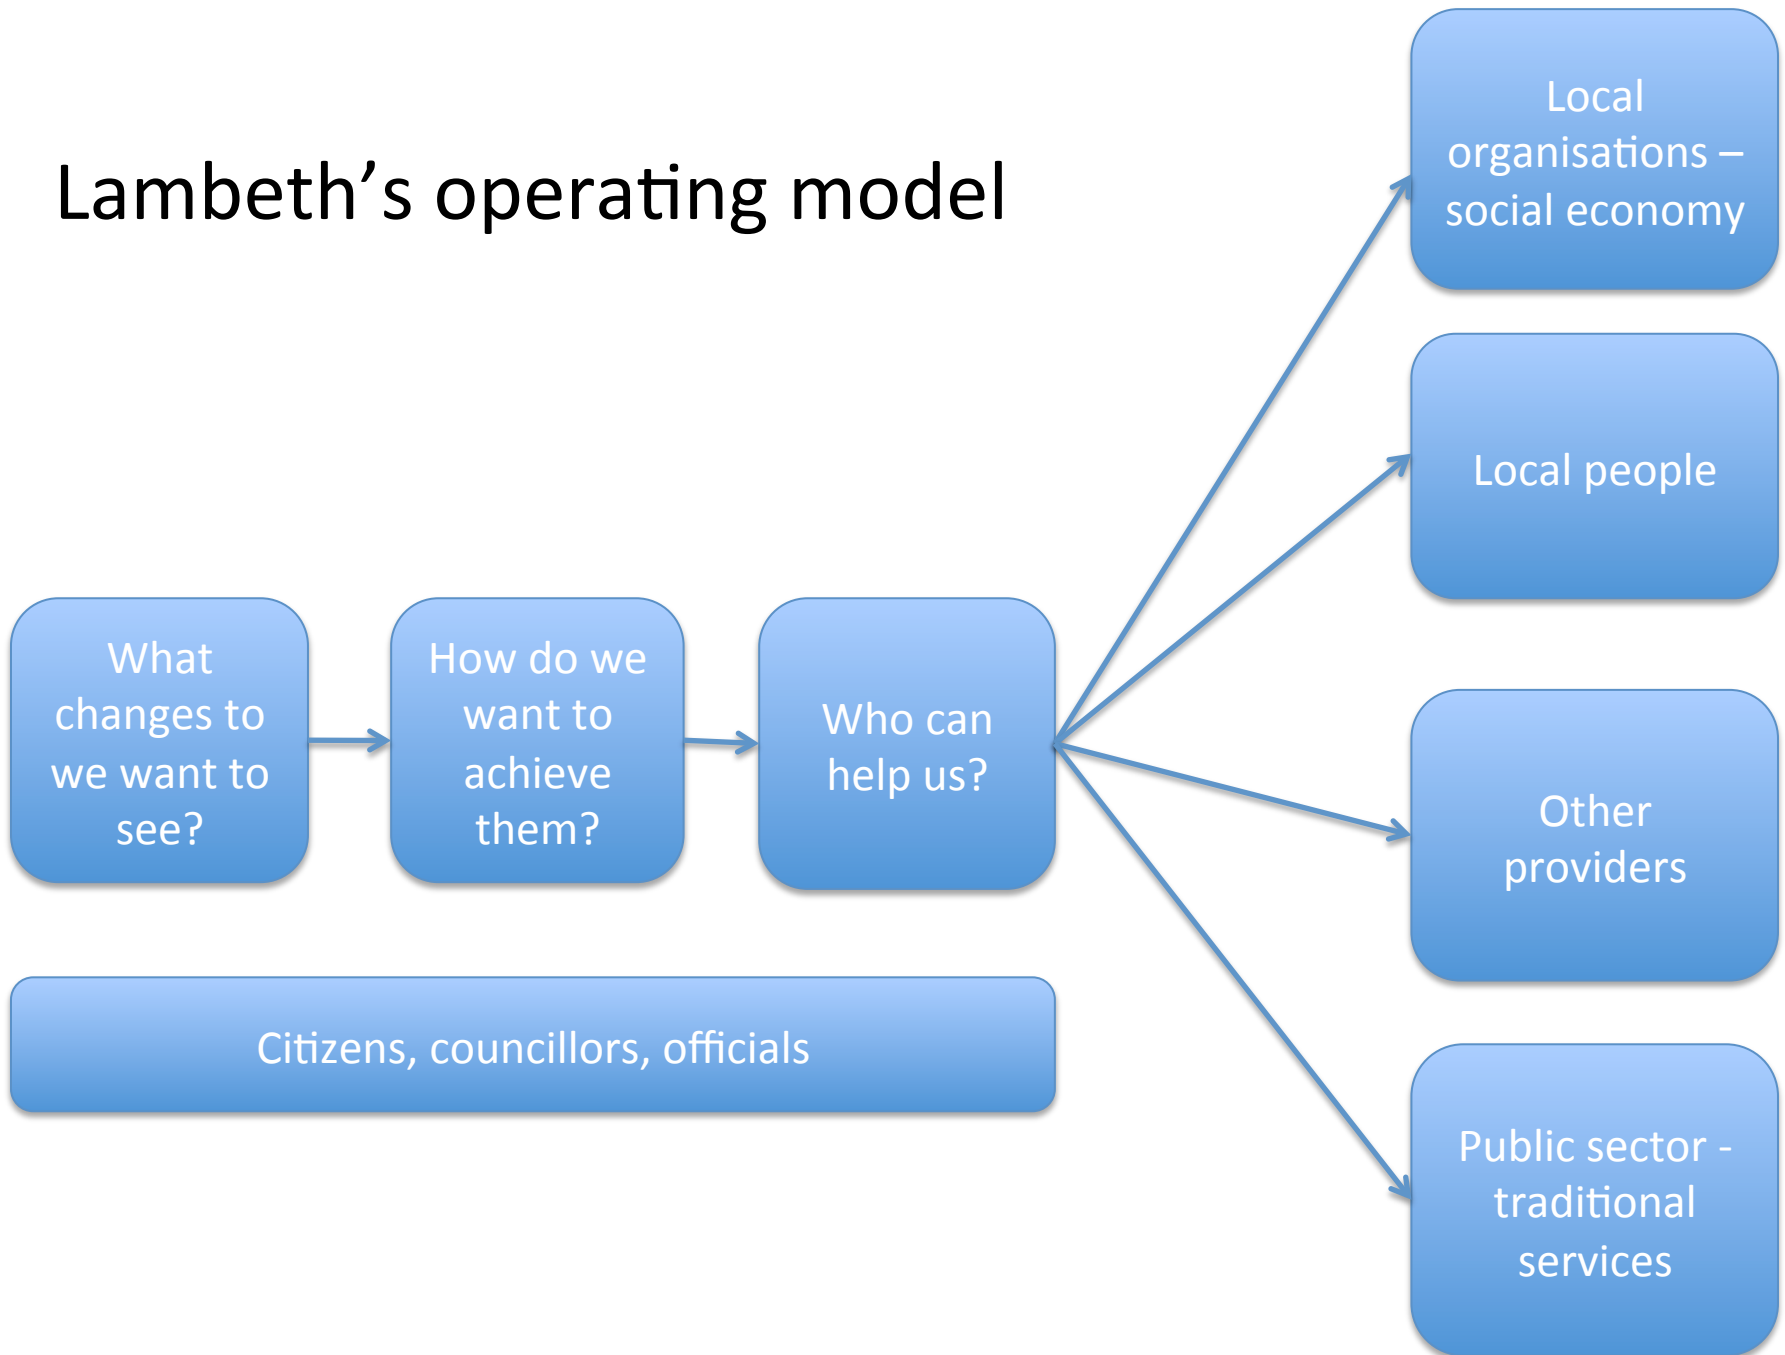 Lambeth’s operating model
What
changes to
we want to
see?
How do we
want to
achieve
them?
Who can
help us?
Citizens, councillors, officials
Local
organisations –
social economy
Local people
Other
providers
Public sector -
traditional
services